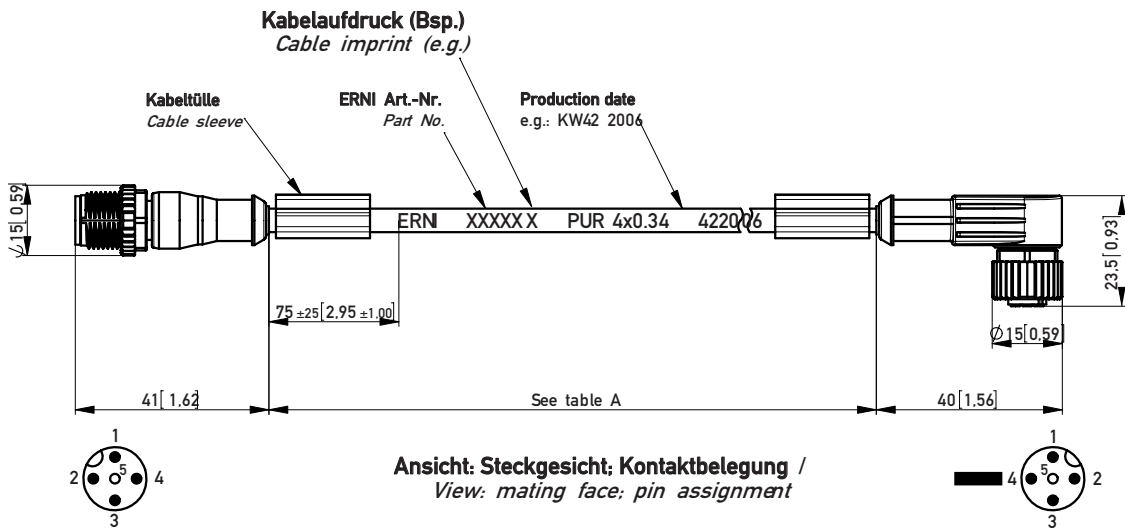 Kabelaufdruck (Bsp.)
Cable imprint (e.g.)
Kabeltülle
Cable sleeve
ERNI Art.-Nr.
Part No.
Production date
e.g.: KW42 2006
∅15[0,59]
ERNI XXXXX X PUR 4x0.34 422006
23,5[0,93]
75 ±25[2,95 ±1,00]
∅15[0,59]
41[1,62]
See table A
40[1,56]
1
2 5 4
3
Ansicht: Steckgesicht; Kontaktbelegung /
View: mating face; pin assignment
1
4 5 2
3